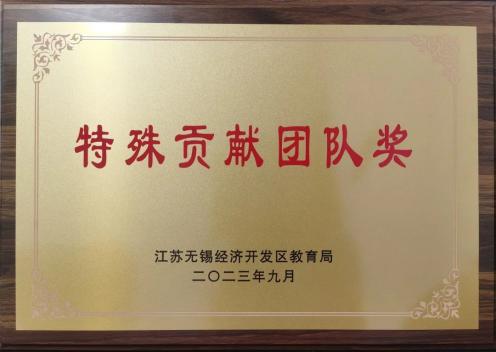 特殊贡献团队奖
江苏无锡经济开发区教育局
二〇二三年九月